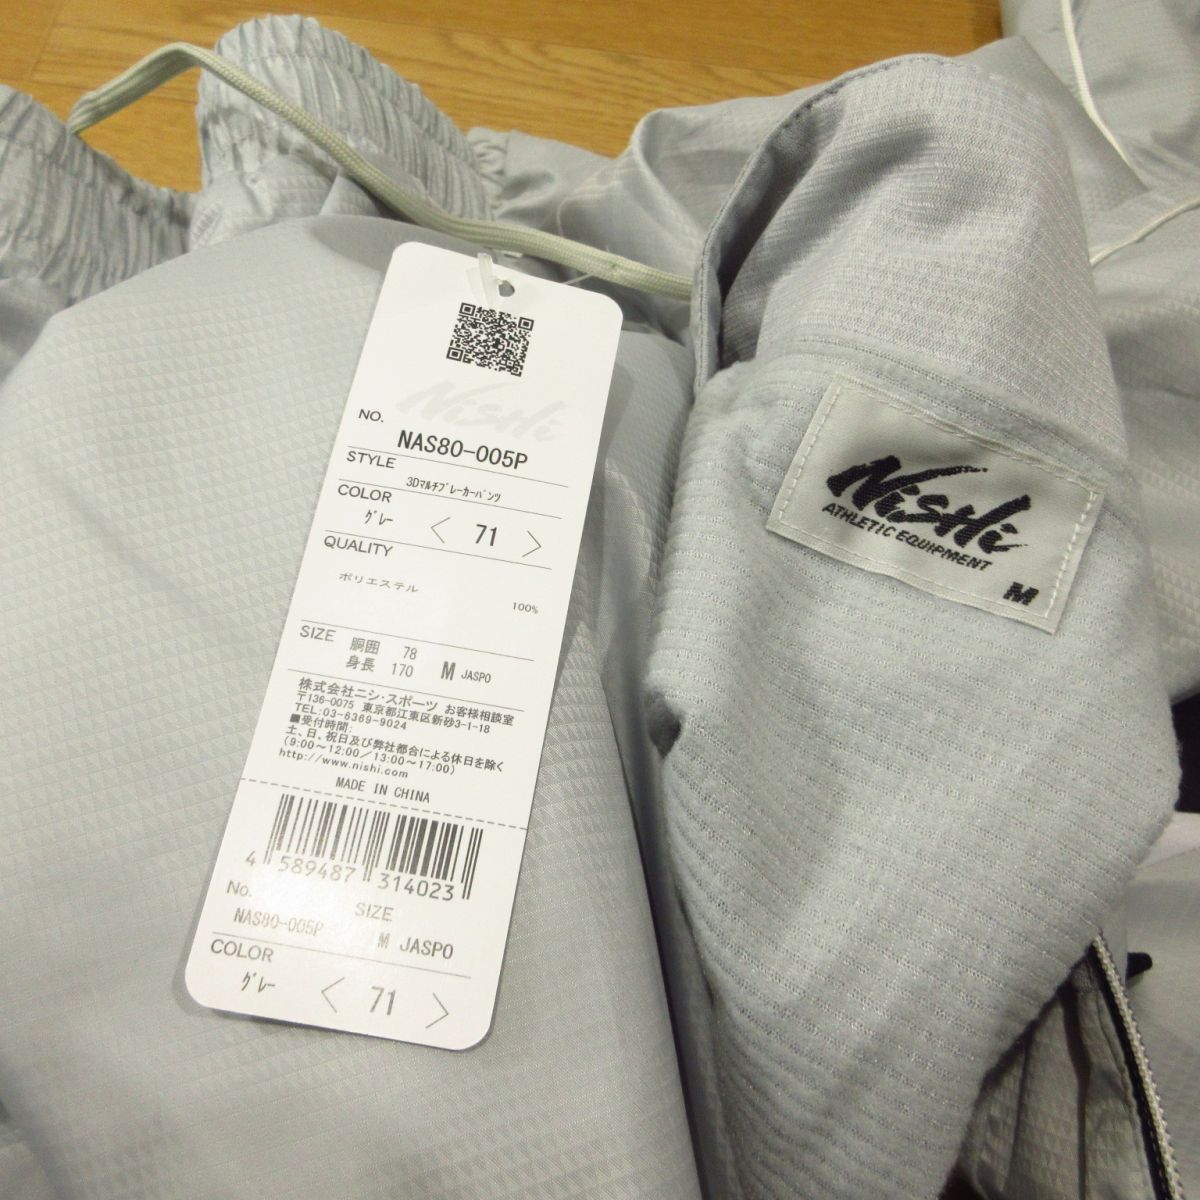 NiSHi
NO.
NAS80-005P
STYLE
3Dﾏﾙﾁﾌﾞﾚｰｶｰﾊﾟﾝﾂ
COLOR
ｸﾞﾚｰ < 71 >
QUALITY
ポリエステル
100%
SIZE 胴囲 78
身長 170 M JASPO
株式会社ニシ・スポーツ お客様相談室
〒136-0075 東京都江東区新砂3-1-18
TEL:03-6369-9024
■受付時間:
土、日、祝日及び弊社都合による休日を除く
(9:00～12:00/13:00～17:00)
http://www.nishi.com
MADE IN CHINA
4 589487 314023
No. SIZE
NAS80-005P M JASPO
COLOR
ｸﾞﾚｰ < 71 >
NiSHi
ATHLETIC EQUIPMENT
M